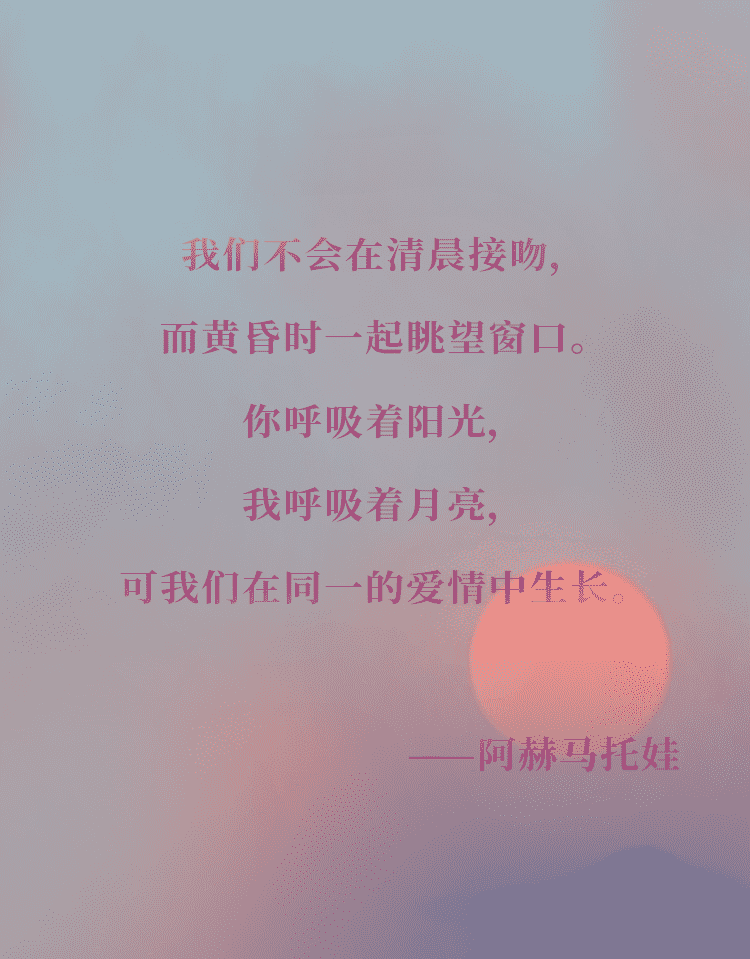 我们不会在清晨接吻,
而黄昏时一起眺望窗口。
你呼吸着阳光,
我呼吸着月亮,
可我们在同一的爱情中生长。
——阿赫马托娃